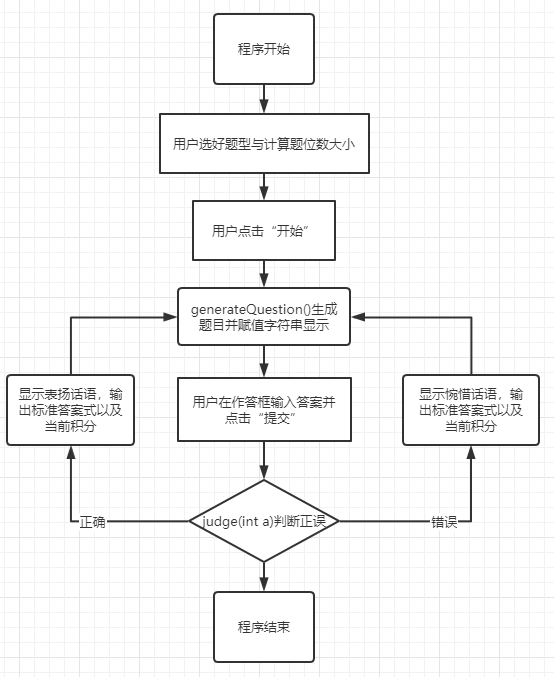 程序开始
用户选好题型与计算题位数大小
用户点击“开始”
generateQuestion()生成
题目并赋值字符串显示
显示表扬话语，输
出标准答案式以及
当前积分
用户在作答框输入答案并
点击“提交”
显示惋惜话语，输
出标准答案式以及
当前积分
正确
judge(int a)判断正误
错误
程序结束